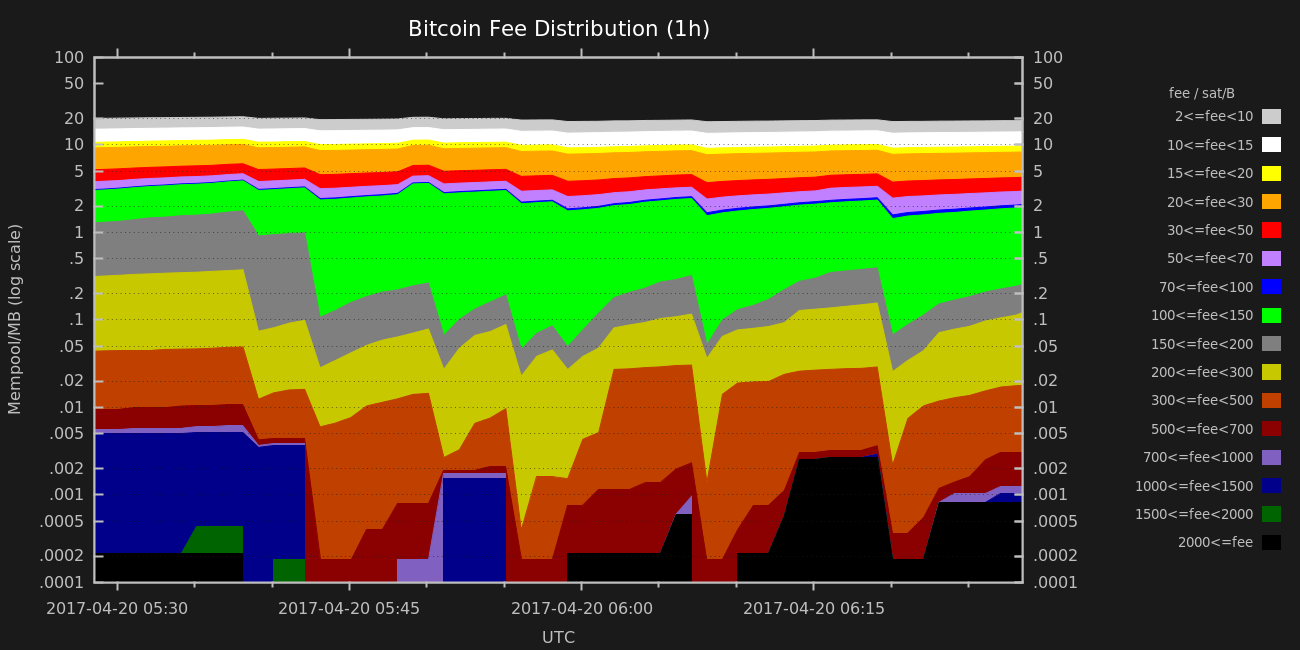 Bitcoin Fee Distribution (1h)
Mempool/MB (log scale)
100
50
20
10
5
2
1
.5
.2
.1
.05
.02
.01
.005
.002
.001
.0005
.0002
.0001
100
50
20
10
5
2
1
.5
.2
.1
.05
.02
.01
.005
.002
.001
.0005
.0002
.0001
2017-04-20 05:30 2017-04-20 05:45 2017-04-20 06:00 2017-04-20 06:15
UTC
fee / sat/B
2<=fee<10
10<=fee<15
15<=fee<20
20<=fee<30
30<=fee<50
50<=fee<70
70<=fee<100
100<=fee<150
150<=fee<200
200<=fee<300
300<=fee<500
500<=fee<700
700<=fee<1000
1000<=fee<1500
1500<=fee<2000
2000<=fee